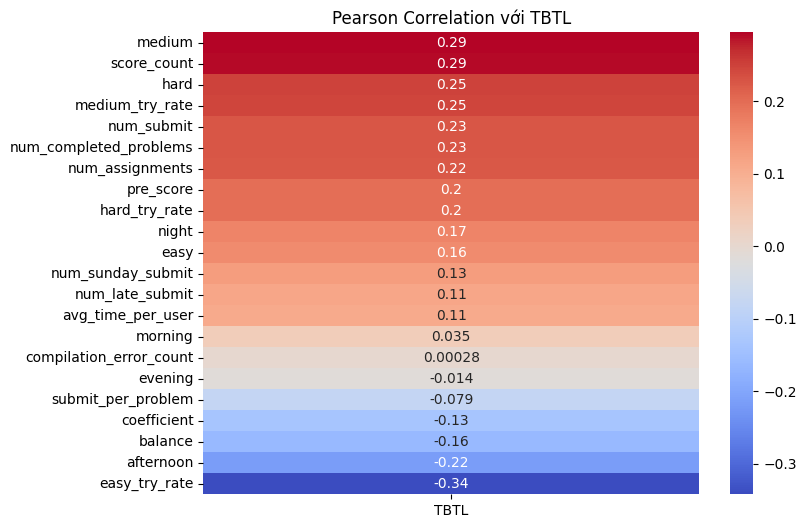 Pearson Correlation với TBTL
medium 0.29
score_count 0.29
hard 0.25
medium_try_rate 0.25
num_submit 0.23
num_completed_problems 0.23
num_assignments 0.22
pre_score 0.2
hard_try_rate 0.2
night 0.17
easy 0.16
num_sunday_submit 0.13
num_late_submit 0.11
avg_time_per_user 0.11
morning 0.035
compilation_error_count 0.00028
evening -0.014
submit_per_problem -0.079
coefficient -0.13
balance -0.16
afternoon -0.22
easy_try_rate -0.34
TBTL
0.2
0.1
0.0
−0.1
−0.2
−0.3